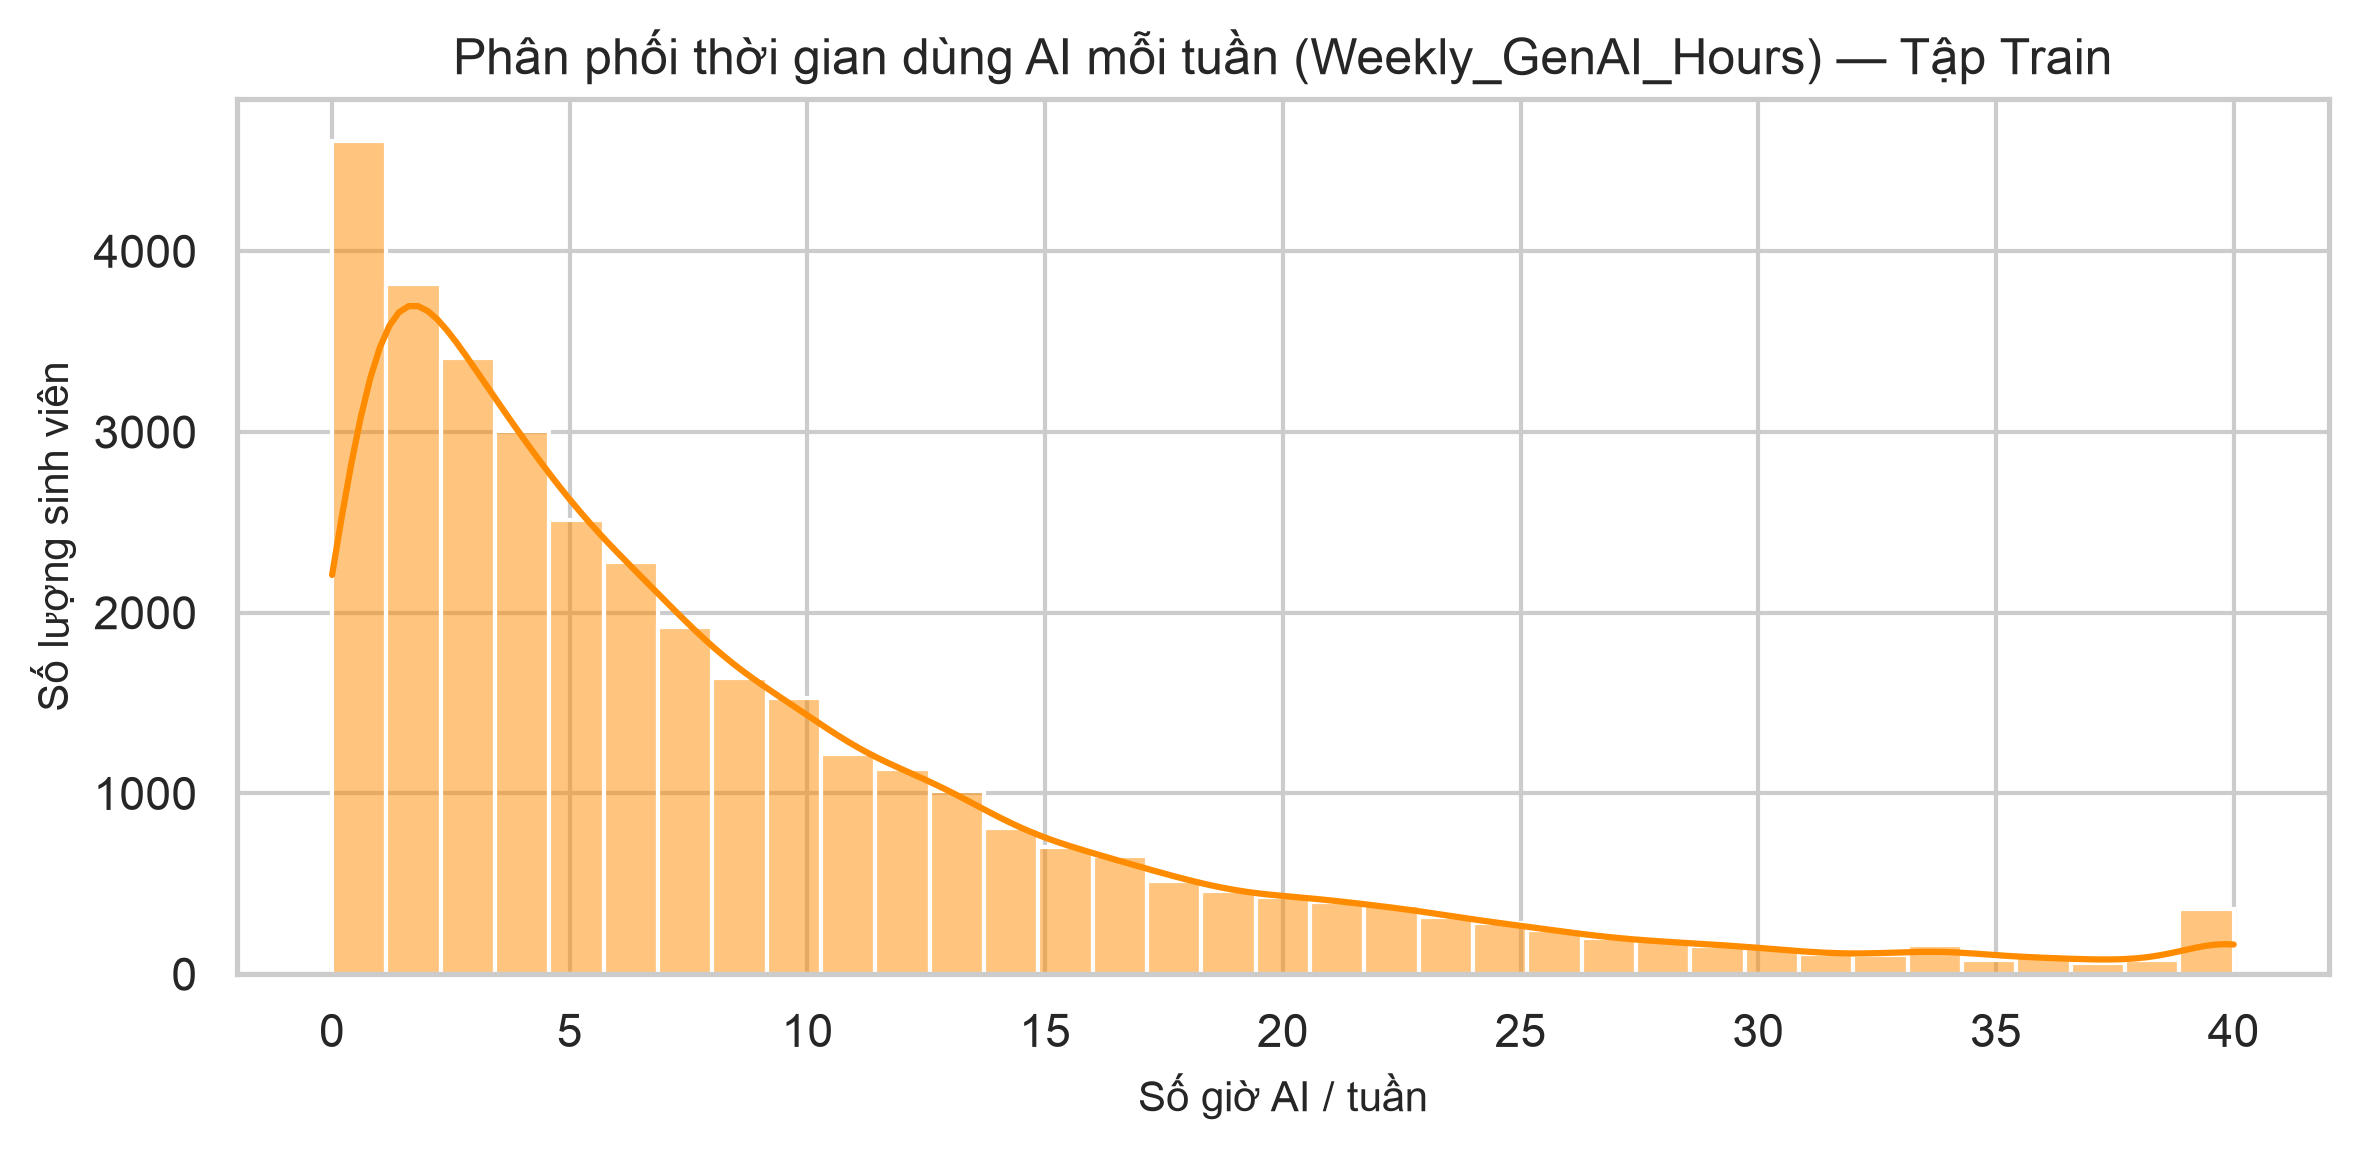 Phân phối thời gian dùng AI mỗi tuần (Weekly_GenAI_Hours) — Tập Train
Số lượng sinh viên
4000
3000
2000
1000
0
0 5 10 15 20 25 30 35 40
Số giờ AI / tuần